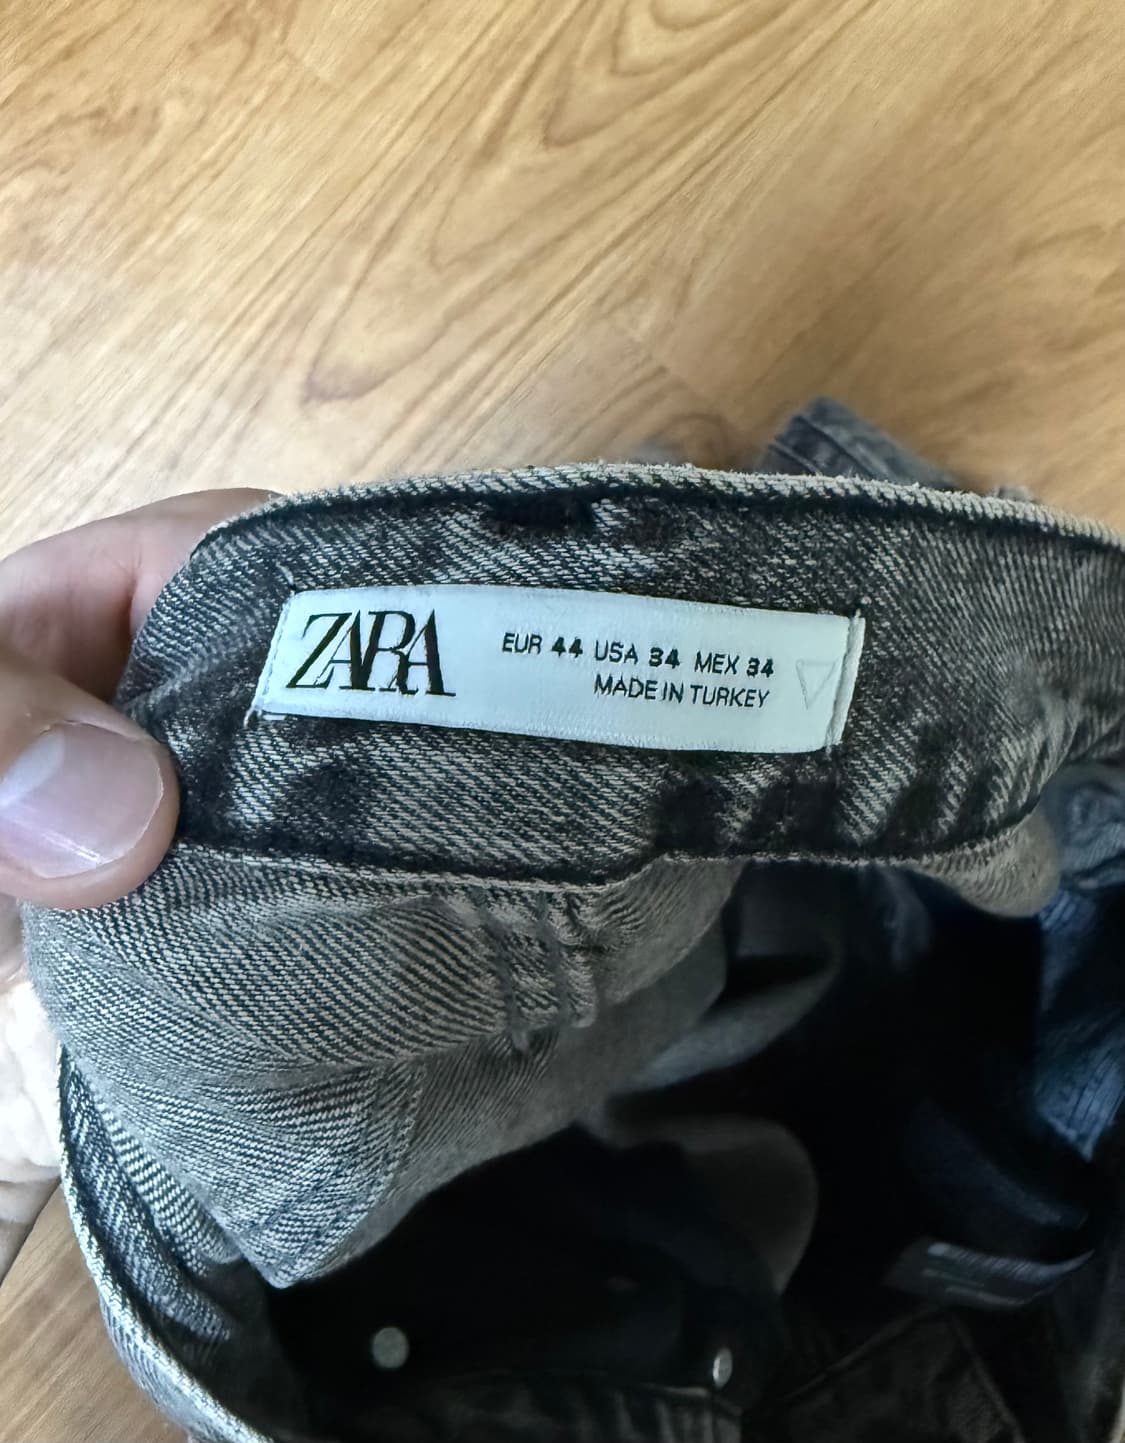 ZARA
EUR 44 USA 34 MEX 34
MADE IN TURKEY